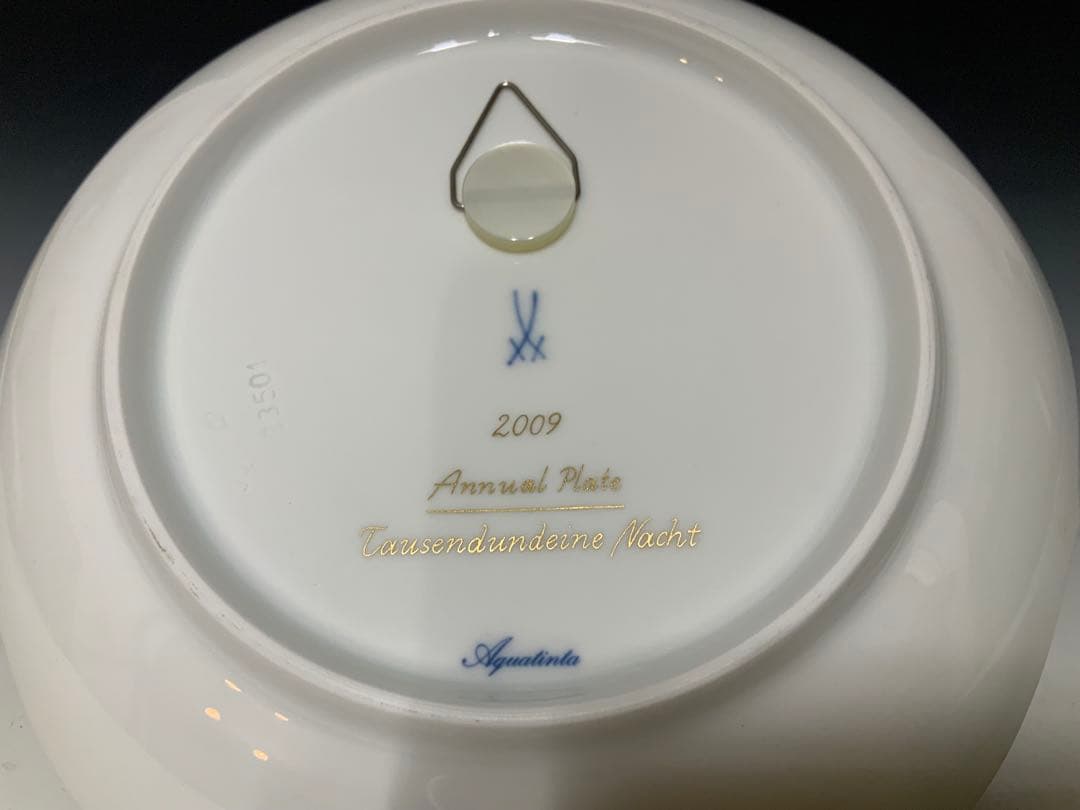 2009
Annual Plate
Tausendundeine Nacht
Aquatinta